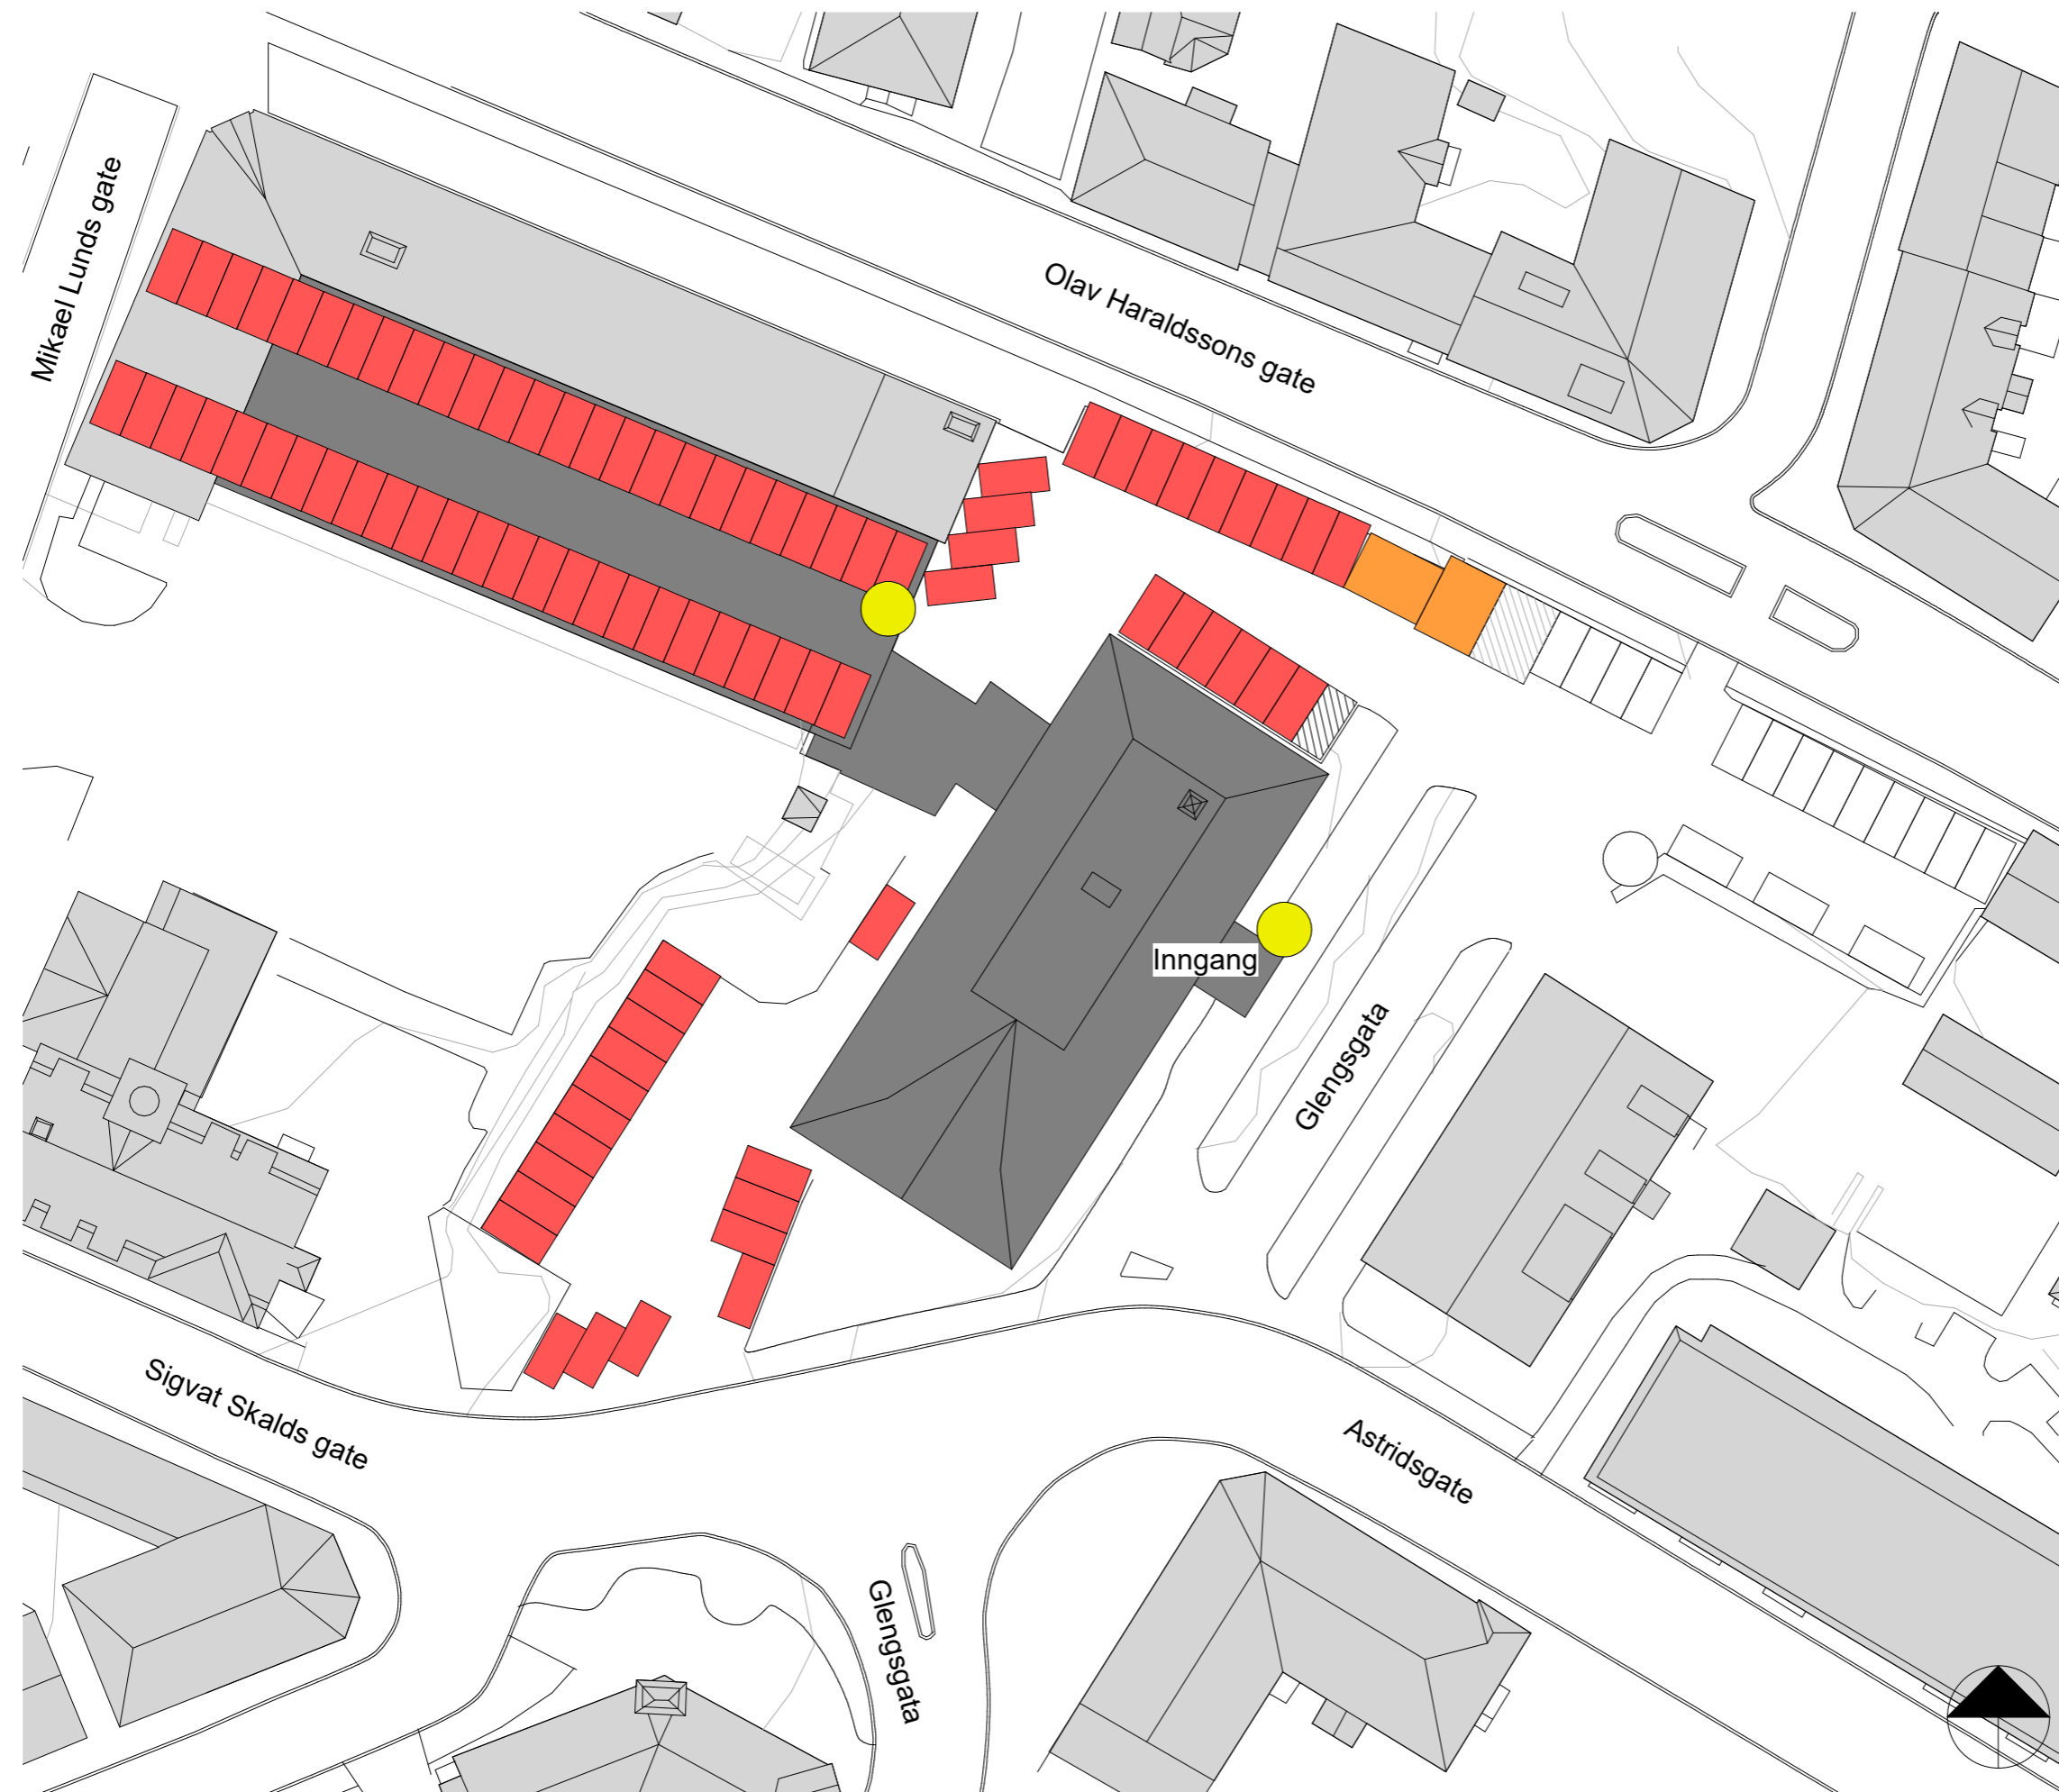 Mikael Lunds gate
Olav Haraldssons gate
Inngang
Glengsgata
Sigvat Skalds gate
Astridsgate
Glengsgata